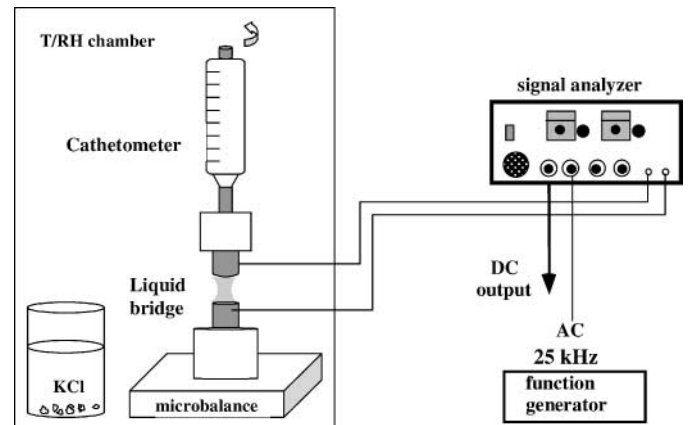 T/RH chamber
Cathetometer
Liquid
bridge
KCl
microbalance
signal analyzer
DC
output
AC
25 kHz
function
generator